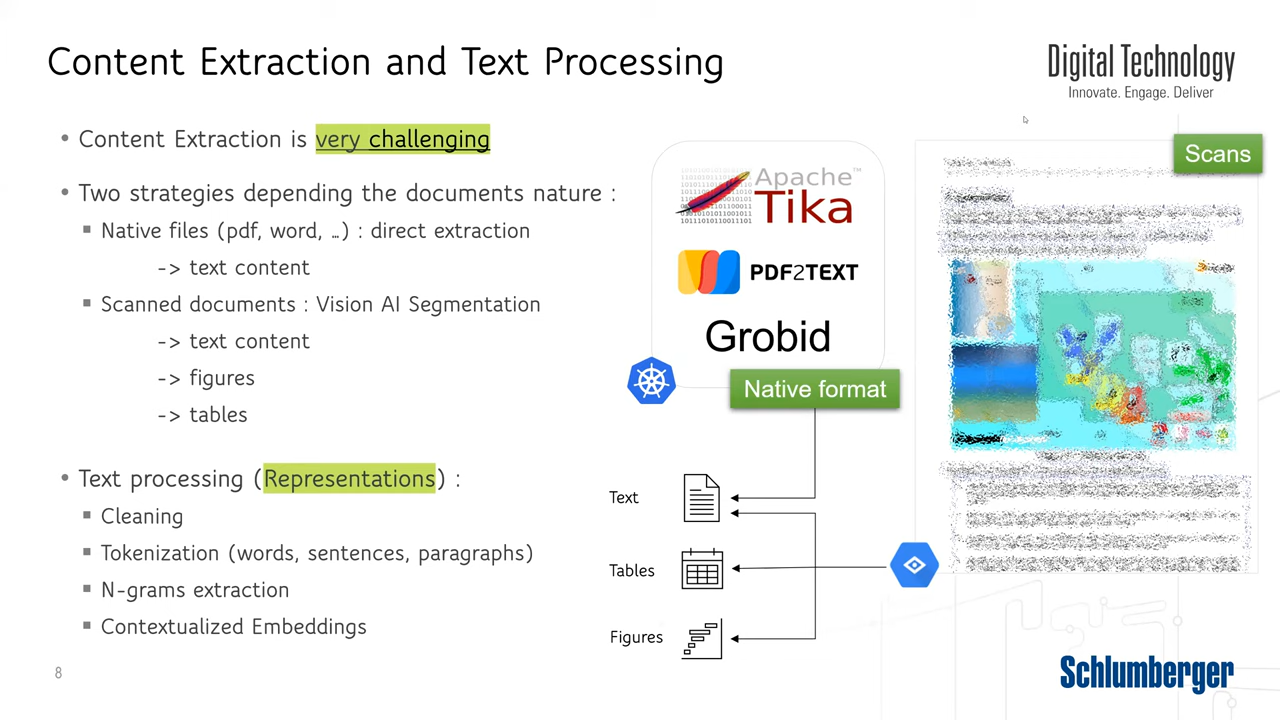 Content Extraction and Text Processing
Digital Technology
Innovate. Engage. Deliver
• Content Extraction is very challenging
• Two strategies depending the documents nature :
▪ Native files (pdf, word, …) : direct extraction
-> text content
▪ Scanned documents : Vision AI Segmentation
-> text content
-> figures
-> tables
• Text processing (Representations) :
▪ Cleaning
▪ Tokenization (words, sentences, paragraphs)
▪ N-grams extraction
▪ Contextualized Embeddings
Apache™
Tika
PDF2TEXT
Grobid
Native format
Scans
Text
Tables
Figures
8
Schlumberger